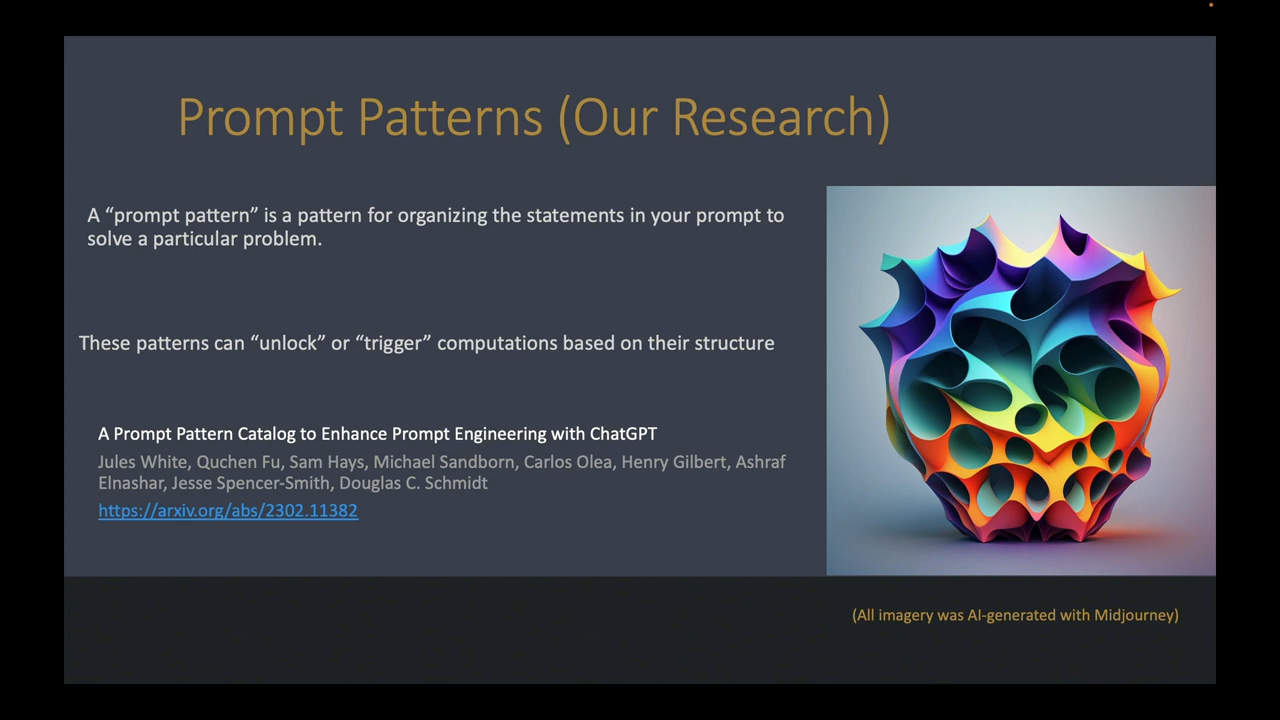 Prompt Patterns (Our Research)
A “prompt pattern” is a pattern for organizing the statements in your prompt to
solve a particular problem.
These patterns can “unlock” or “trigger” computations based on their structure
A Prompt Pattern Catalog to Enhance Prompt Engineering with ChatGPT
Jules White, Quchen Fu, Sam Hays, Michael Sandborn, Carlos Olea, Henry Gilbert, Ashraf
Elnashar, Jesse Spencer-Smith, Douglas C. Schmidt
https://arxiv.org/abs/2302.11382
(All imagery was AI-generated with Midjourney)